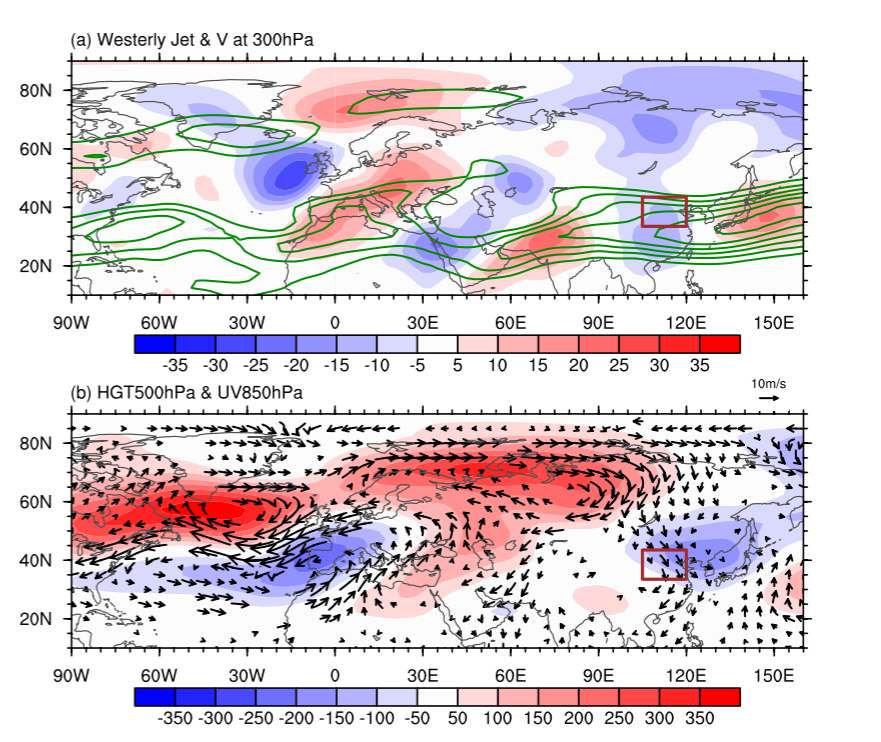 (a) Westerly Jet & V at 300hPa
80N
60N
40N
20N
90W 60W 30W 0 30E 60E 90E 120E 150E
-35 -30 -25 -20 -15 -10 -5 5 10 15 20 25 30 35
(b) HGT500hPa & UV850hPa
10m/s
80N
60N
40N
20N
90W 60W 30W 0 30E 60E 90E 120E 150E
-350 -300 -250 -200 -150 -100 -50 50 100 150 200 250 300 350